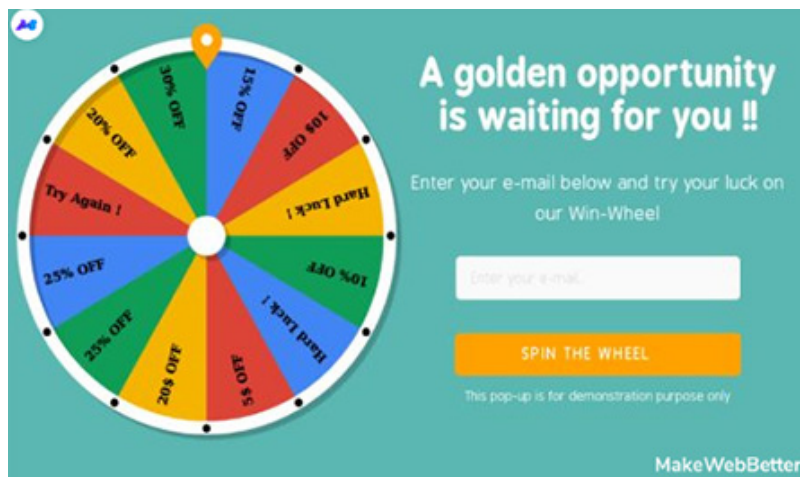 30% OFF
15% OFF
10$ OFF
Hard Luck !
10% OFF
Hard Luck !
5$ OFF
20$ OFF
25% OFF
25% OFF
Try Again !
20% OFF
A golden opportunity
is waiting for you !!
Enter your e-mail below and try your luck on
our Win-Wheel
Enter your e-mail...
SPIN THE WHEEL
This pop-up is for demonstration purpose only
MakeWebBetter